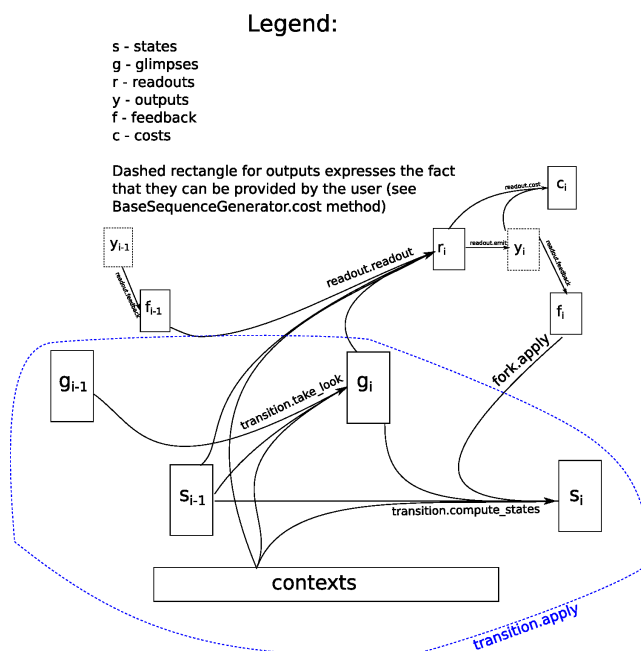 Legend:
s - states
g - glimpses
r - readouts
y - outputs
f - feedback
c - costs
Dashed rectangle for outputs expresses the fact
that they can be provided by the user (see
BaseSequenceGenerator.cost method)
readout.cost
ci
yi-1
readout.readout
ri
readout.emit
yi
readout.feedback
readout.feedback
fi-1
fi
fork.apply
gi-1
transition.take_look
gi
si-1
transition.compute_states
si
contexts
transition.apply